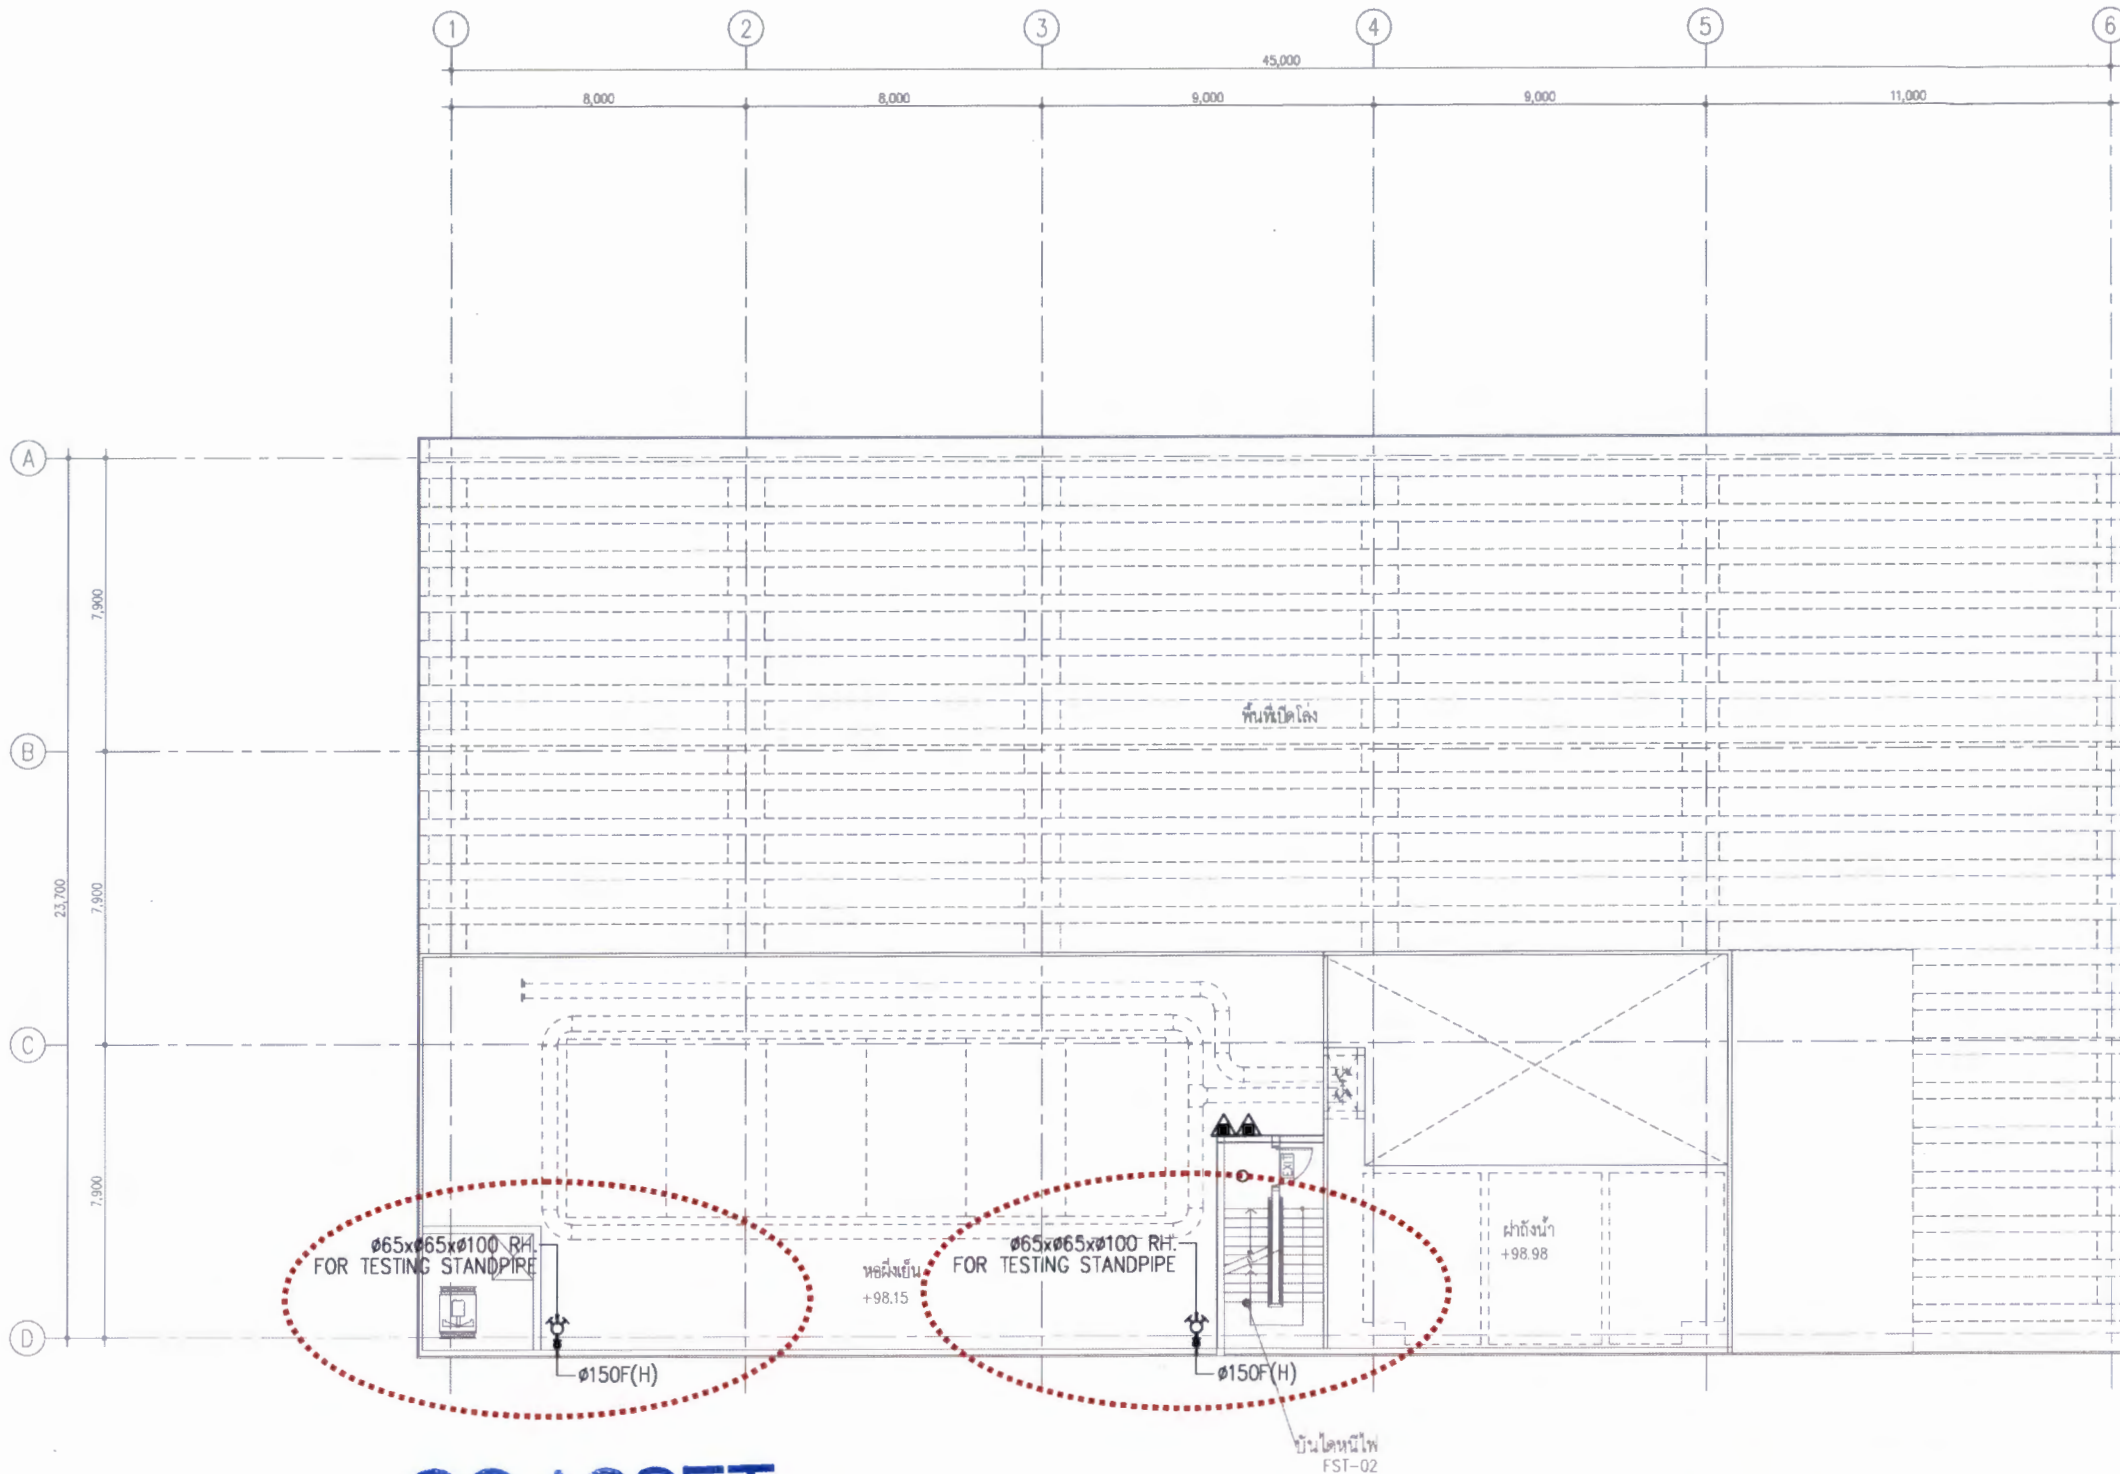 1 2 3 4 5 6
45,000
8,000 8,000 9,000 9,000 11,000
A
7,900
พื้นที่เปิดโล่ง
B
23,700
7,900
C
7,900
EXIT
ø65xø65xø100 RH.
FOR TESTING STANDPIPE
หอผึ่งเย็น
+98.15
ø65xø65xø100 RH.
FOR TESTING STANDPIPE
ฝาถังน้ำ
+98.98
D
ø150F(H)
ø150F(H)
บันไดหนีไฟ
FST-02